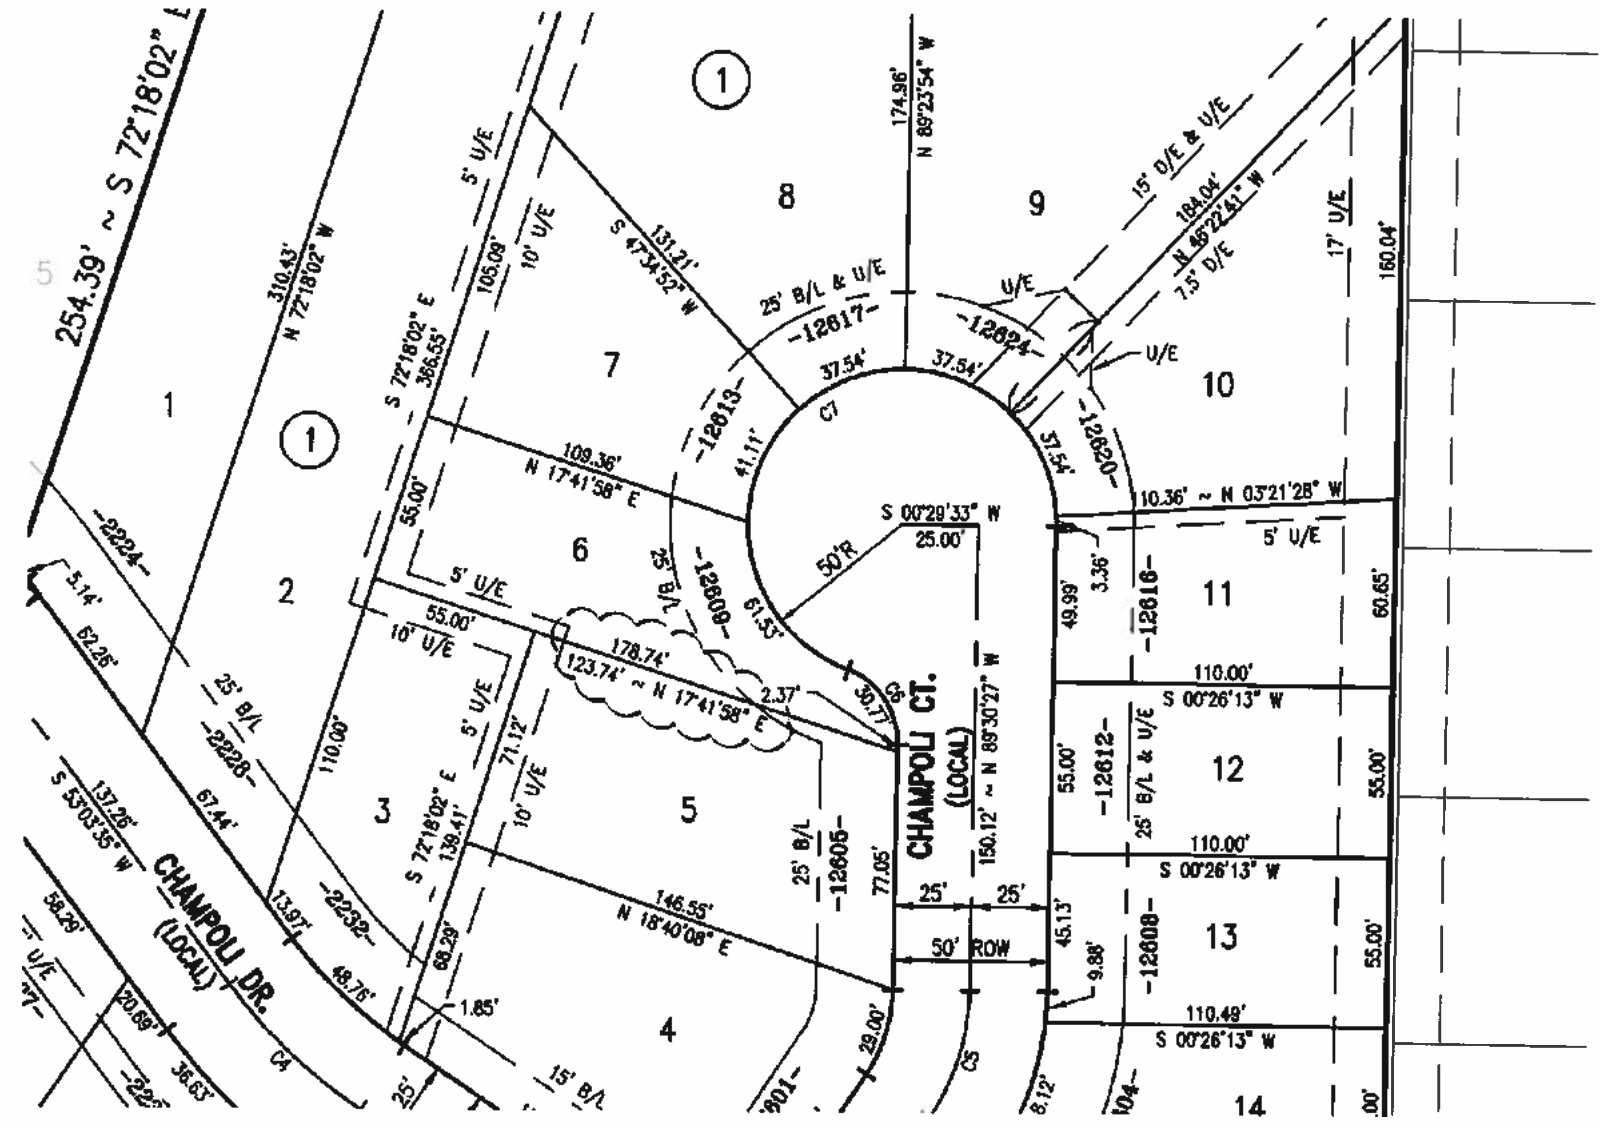 254.39' ~ S 72°18'02" E
5
1
310.43'
N 72°18'02" W
1
2
5' U/E
105.09'
10' U/E
S 72°18'02" E
366.55'
55.00'
1
8
9
174.96'
N 89°23'54" W
131.21'
S 47°34'52" W
25' B/L & U/E
-12617-
U/E
-12624-
15' D/E & U/E
184.04'
N 46°22'41" W
7.5' D/E
17' U/E
160.04'
U/E
7
10
37.54'
37.54'
C7
-12613-
41.11'
37.54'
-12620-
109.36'
N 17°41'58" E
10.36' ~ N 03°21'28" W
5' U/E
S 00°29'33" W
25.00'
50'R
6
25' B/L
-12609-
61.53'
3.36'
49.99'
-12616-
11
60.65'
5' U/E
55.00'
10' U/E
178.74'
123.74' ~ N 17°41'58" E
2.37'
C6
30.77'
110.00'
S 00°26'13" W
-2224-
5.14'
62.26'
25' B/L
-2228-
67.44'
110.00'
5' U/E
71.12'
10' U/E
S 72°18'02" E
139.41'
3
5
25' B/L
-12605-
77.05'
CHAMPOLI CT.
(LOCAL)
150.12' ~ N 89°30'27" W
55.00'
-12612-
25' B/L & U/E
12
55.00'
110.00'
S 00°26'13" W
137.26'
S 53°03'35" W
CHAMPOLI DR.
(LOCAL)
13.97'
-2232-
48.76'
68.29'
1.85'
146.55'
N 18°40'08" E
25'
25'
50' ROW
45.13'
9.88'
-12608-
13
55.00'
110.49'
S 00°26'13" W
58.29'
U/E
20.69'
36.63'
C4
25'
15' B/L
4
29.00'
C5
14